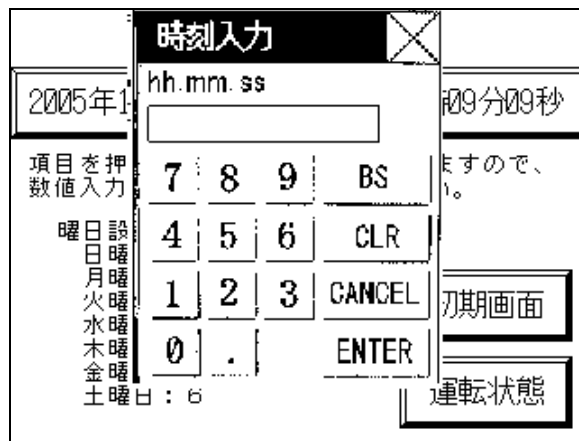 時刻入力
hh.mm.ss
2005年1
09分09秒
項目を押
ますので、
数値入力
い。
7 8 9 BS
4 5 6 CLR
1 2 3 CANCEL
0 . ENTER
曜日設
日曜
月曜
火曜
水曜
木曜
金曜
土曜日:6
初期画面
運転状態